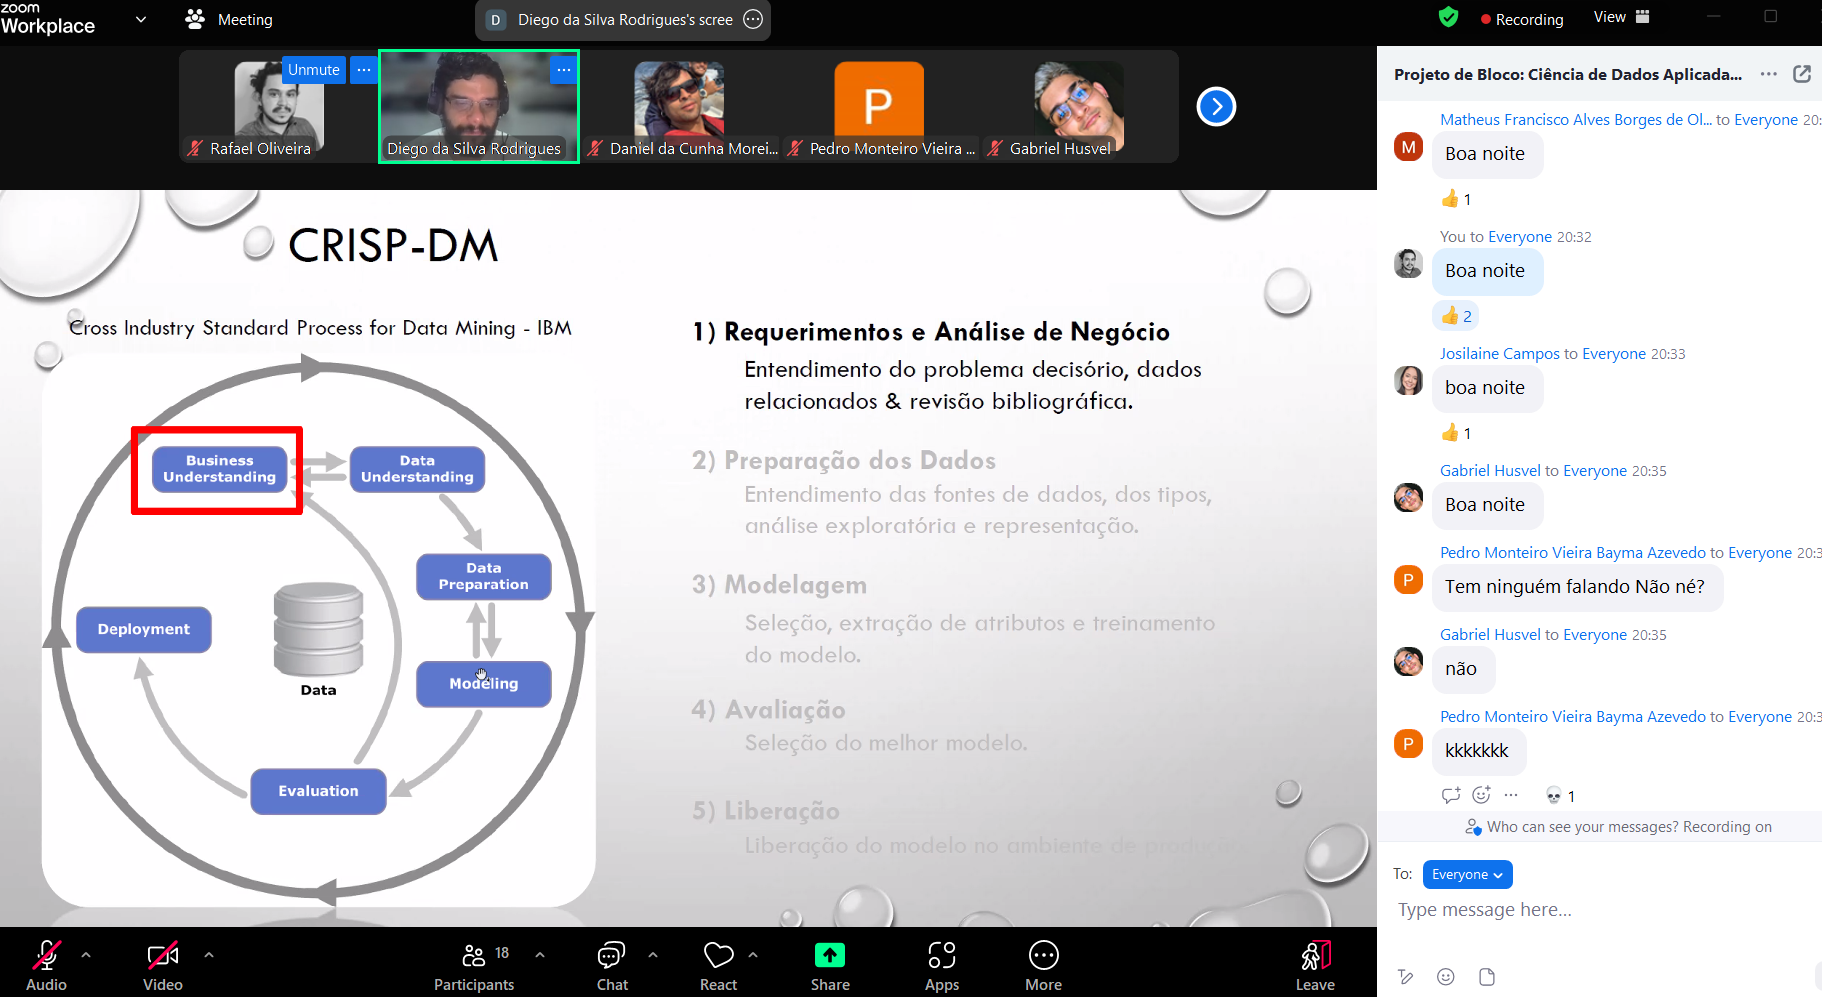 zoom
Workplace
Meeting
D Diego da Silva Rodrigues's scree
Recording
View
Unmute
Rafael Oliveira
Diego da Silva Rodrigues
Daniel da Cunha Morei...
P
Pedro Monteiro Vieira ...
Gabriel Husvel
CRISP-DM
Cross Industry Standard Process for Data Mining - IBM
Business
Understanding
Data
Understanding
Data
Preparation
Deployment
Data
Modeling
Evaluation
1) Requerimentos e Análise de Negócio
Entendimento do problema decisório, dados
relacionados & revisão bibliográfica.
2) Preparação dos Dados
Entendimento das fontes de dados, dos tipos,
análise exploratória e representação.
3) Modelagem
Seleção, extração de atributos e treinamento
do modelo.
4) Avaliação
Seleção do melhor modelo.
5) Liberação
Liberação do modelo no ambiente de produção
Projeto de Bloco: Ciência de Dados Aplicada...
Matheus Francisco Alves Borges de Ol... to Everyone 20:
M
Boa noite
1
You to Everyone 20:32
Boa noite
2
Josilaine Campos to Everyone 20:33
boa noite
1
Gabriel Husvel to Everyone 20:35
Boa noite
Pedro Monteiro Vieira Bayma Azevedo to Everyone 20:3
P
Tem ninguém falando Não né?
Gabriel Husvel to Everyone 20:35
não
Pedro Monteiro Vieira Bayma Azevedo to Everyone 20:3
P
kkkkkkk
1
Who can see your messages? Recording on
To: Everyone
Type message here...
Audio
Video
Participants 18
Chat
React
Share
Apps
More
Leave